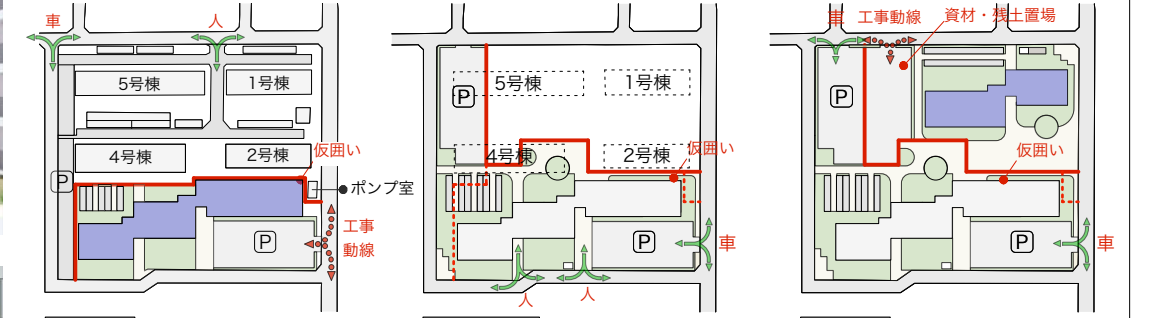 車
人
5号棟
1号棟
4号棟
2号棟
仮囲い
P
ポンプ室
P
工事
動線
5号棟
1号棟
P
4号棟
2号棟
仮囲い
P
車
人
人
車
工事動線
資材・残土置場
P
仮囲い
P
車